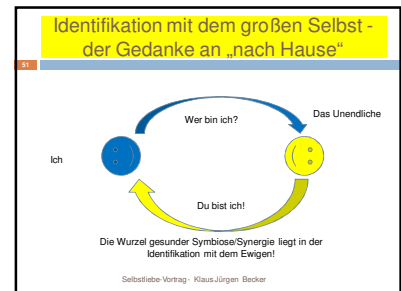 Identifikation mit dem großen Selbst -
der Gedanke an „nach Hause“
51
Wer bin ich?
Das Unendliche
Ich
Du bist ich!
Die Wurzel gesunder Symbiose/Synergie liegt in der
Identifikation mit dem Ewigen!
Selbstliebe-Vortrag - Klaus Jürgen Becker